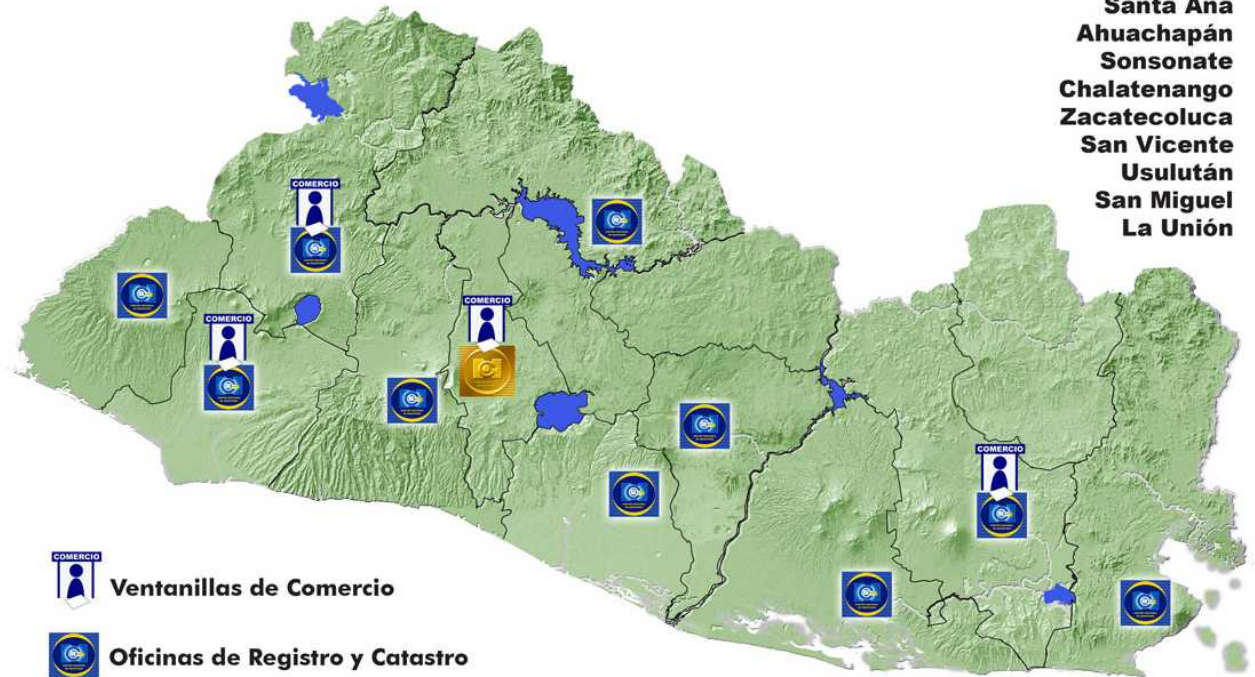 Santa Ana
Ahuachapán
Sonsonate
Chalatenango
Zacatecoluca
San Vicente
Usulután
San Miguel
La Unión
COMERCIO
COMERCIO
COMERCIO
COMERCIO
COMERCIO
Ventanillas de Comercio
Oficinas de Registro y Catastro